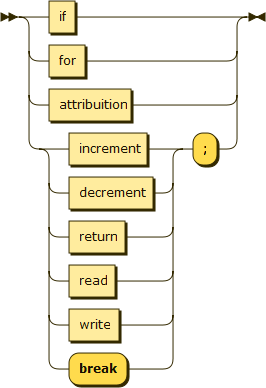 if
for
attribuition
increment ;
decrement
return
read
write
break